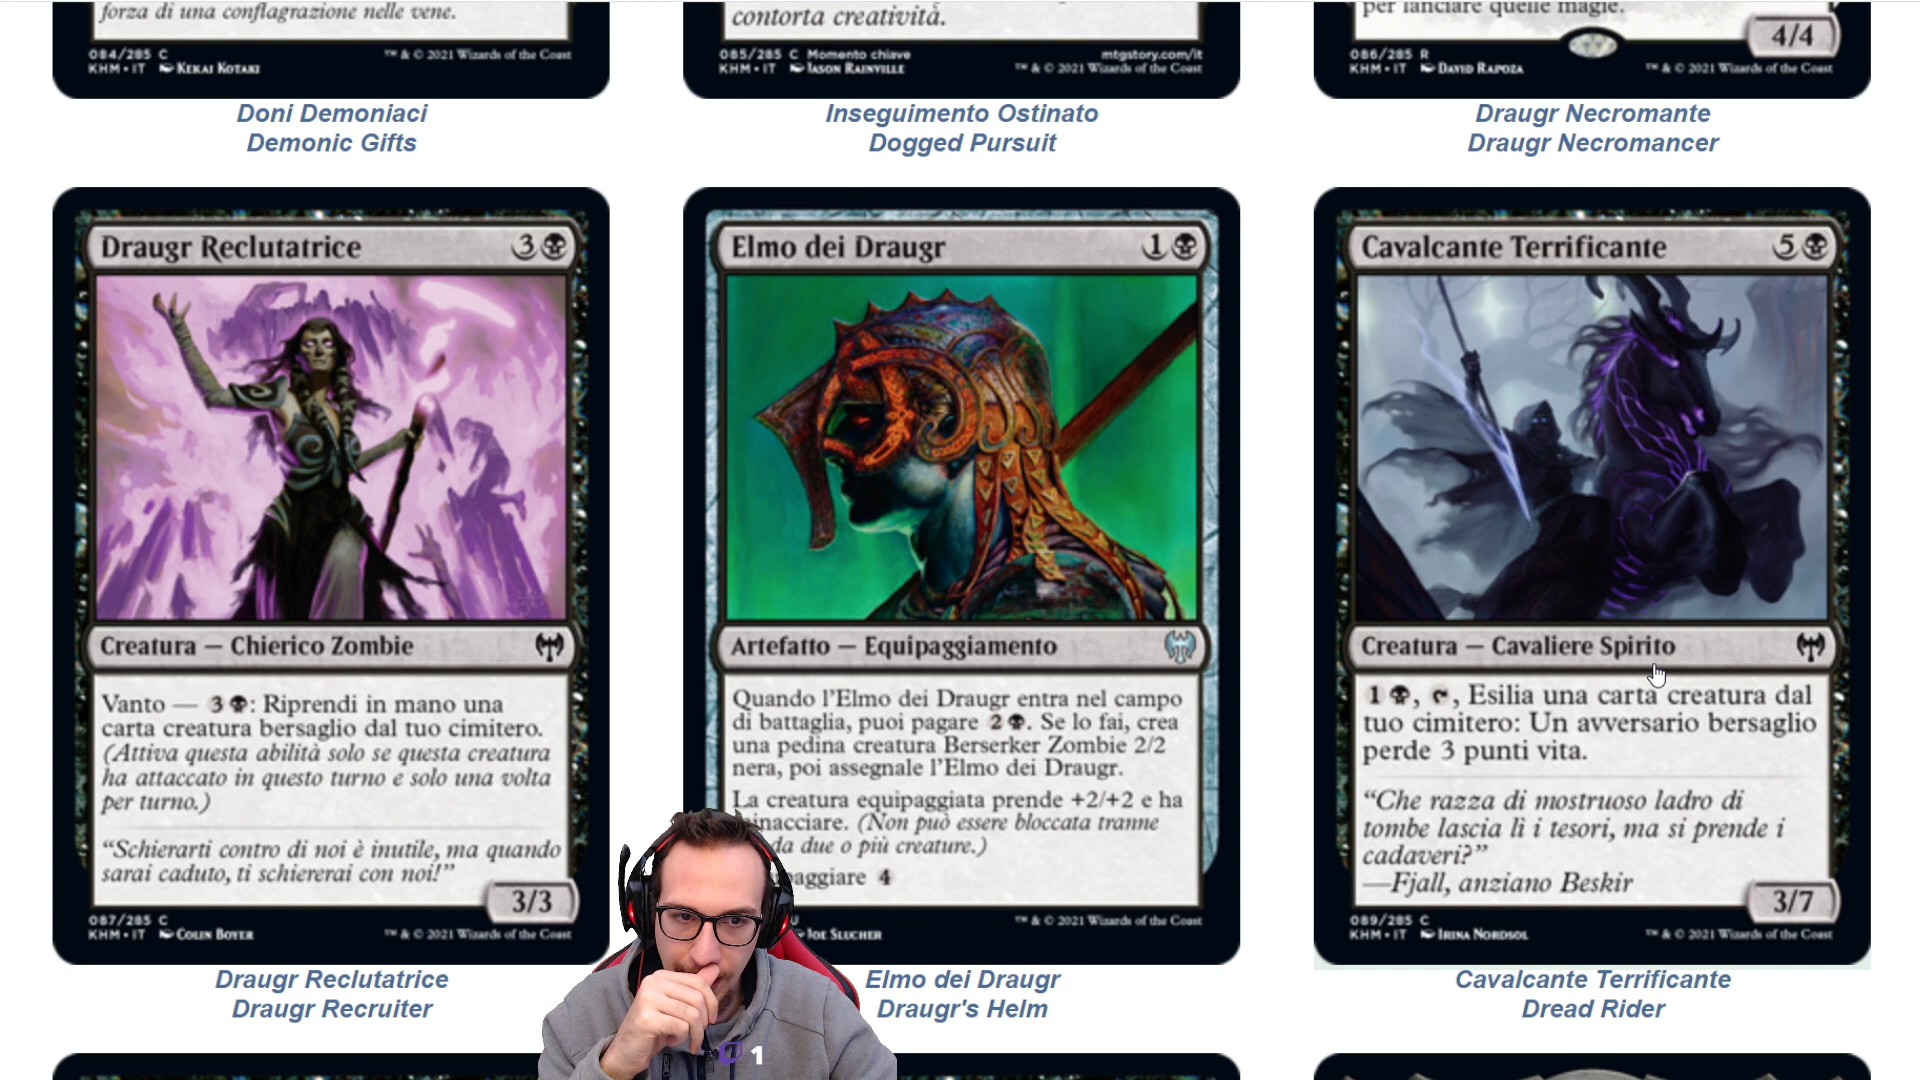 forza di una conflagrazione nelle vene.
084/285 C
KHM • IT KEKAI KOTAKI
™ & © 2021 Wizards of the Coast
Doni Demoniaci
Demonic Gifts
contorta creatività.
085/285 C Momento chiave
mtgstory.com/it
KHM • IT JASON RAINVILLE
™ & © 2021 Wizards of the Coast
Inseguimento Ostinato
Dogged Pursuit
per lanciare quelle magie.
4/4
086/285 R
KHM • IT DAVID RAPOZA
™ & © 2021 Wizards of the Coast
Draugr Necromante
Draugr Necromancer
Draugr Reclutatrice 3
Creatura — Chierico Zombie
Vanto — 3 : Riprendi in mano una
carta creatura bersaglio dal tuo cimitero.
(Attiva questa abilità solo se questa creatura
ha attaccato in questo turno e solo una volta
per turno.)
“Schierarti contro di noi è inutile, ma quando
sarai caduto, ti schiererai con noi!”
3/3
087/285 C
KHM • IT COLIN BOYER
™ & © 2021 Wizards of the Coast
Draugr Reclutatrice
Draugr Recruiter
Elmo dei Draugr 1
Artefatto — Equipaggiamento
Quando l’Elmo dei Draugr entra nel campo
di battaglia, puoi pagare 2 . Se lo fai, crea
una pedina creatura Berserker Zombie 2/2
nera, poi assegnale l’Elmo dei Draugr.
La creatura equipaggiata prende +2/+2 e ha
inacciare. (Non può essere bloccata tranne
da due o più creature.)
paggiare 4
U
JOE SLUCHER
™ & © 2021 Wizards of the Coast
Elmo dei Draugr
Draugr's Helm
Cavalcante Terrificante 5
Creatura — Cavaliere Spirito
1 , , Esilia una carta creatura dal
tuo cimitero: Un avversario bersaglio
perde 3 punti vita.
“Che razza di mostruoso ladro di
tombe lascia lì i tesori, ma si prende i
cadaveri?”
—Fjall, anziano Beskir
3/7
089/285 C
KHM • IT IRINA NORDSOL
™ & © 2021 Wizards of the Coast
Cavalcante Terrificante
Dread Rider
1